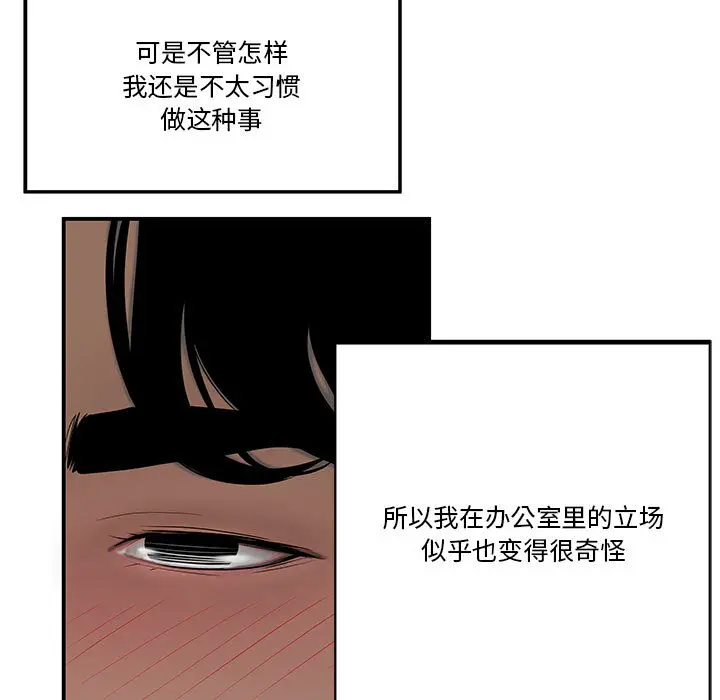 可是不管怎样
我还是不太习惯
做这种事
所以我在办公室里的立场
似乎也变得很奇怪